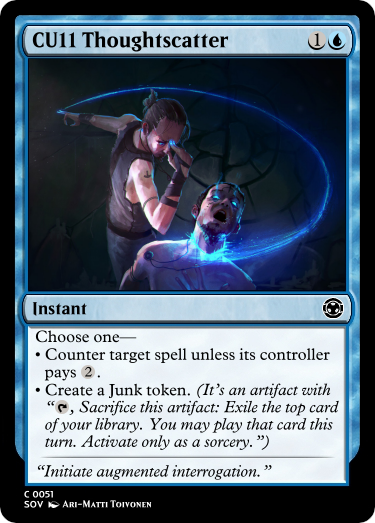 CU11 Thoughtscatter 1
Instant
Choose one—
• Counter target spell unless its controller
pays 2.
• Create a Junk token. (It's an artifact with
“, Sacrifice this artifact: Exile the top card
of your library. You may play that card this
turn. Activate only as a sorcery.”)
“Initiate augmented interrogation.”
C 0051
SOV Ari-Matti Toivonen